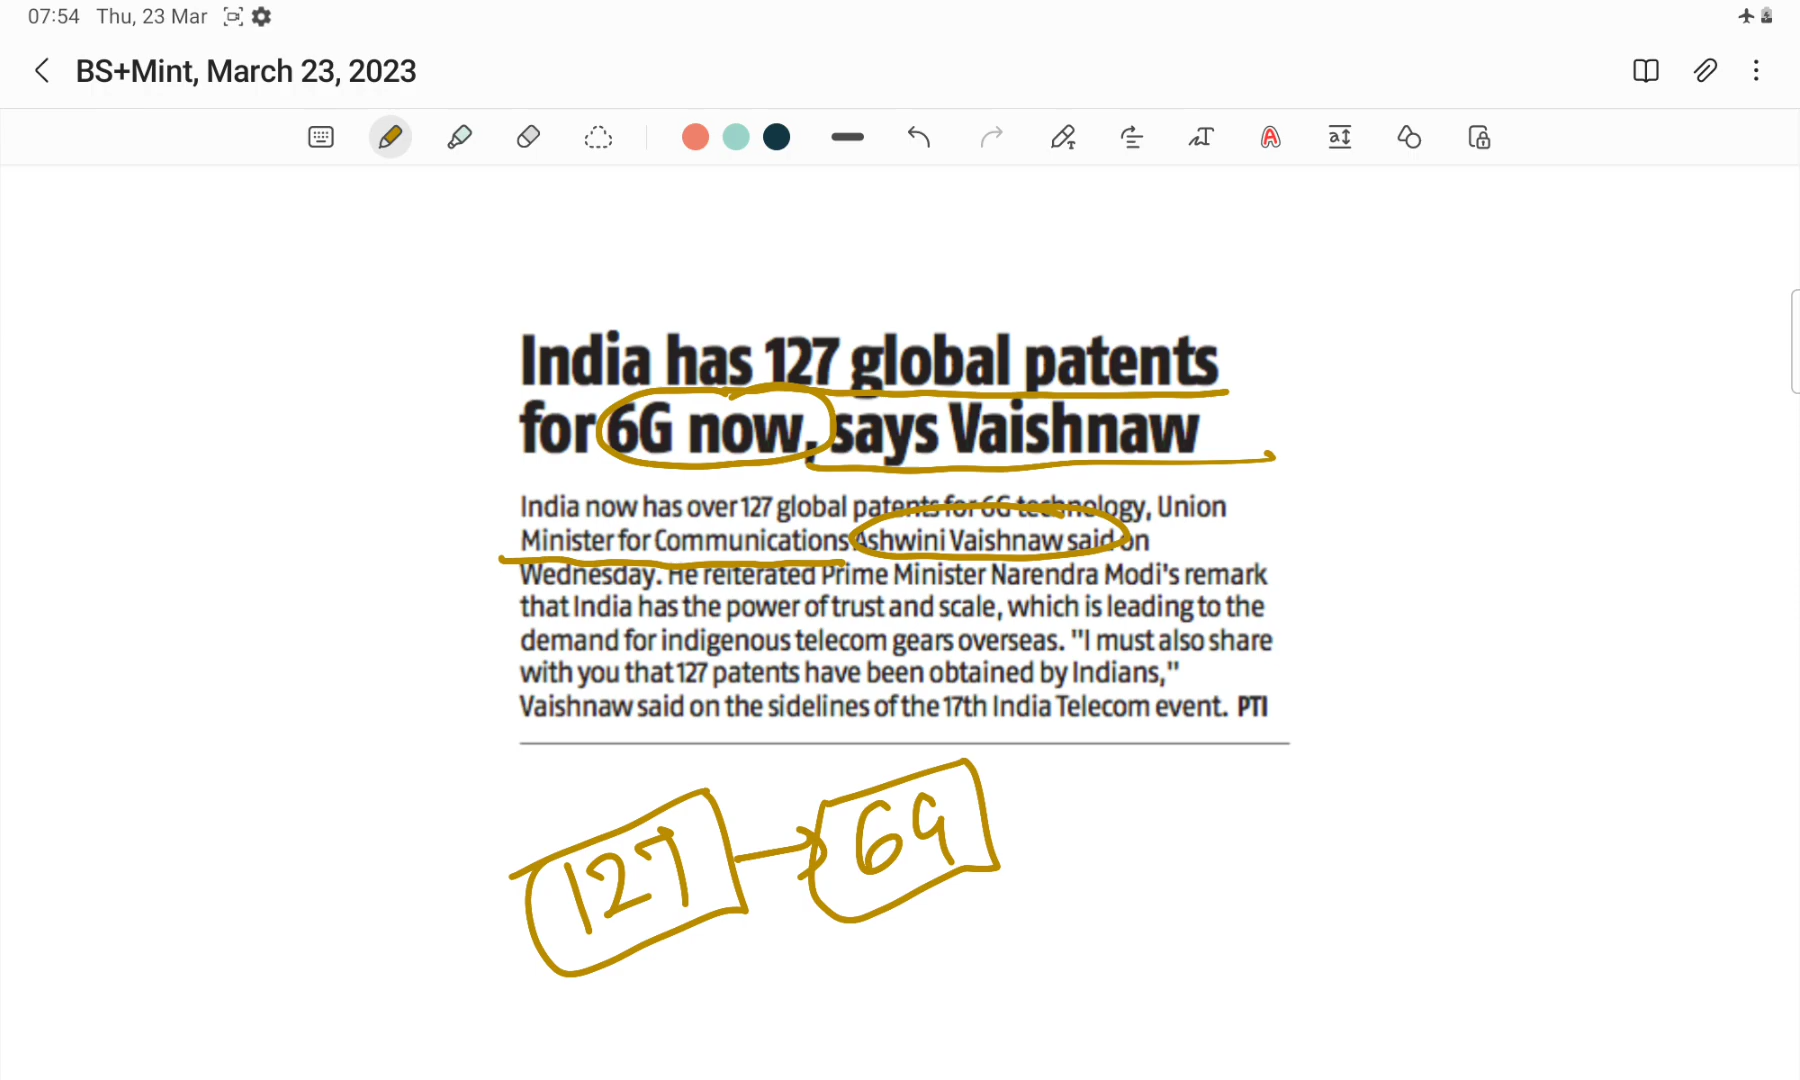 07:54 Thu, 23 Mar
BS+Mint, March 23, 2023
India has 127 global patents
for 6G now, says Vaishnaw
India now has over 127 global patents for 6G technology, Union
Minister for Communications Ashwini Vaishnaw said on
Wednesday. He reiterated Prime Minister Narendra Modi's remark
that India has the power of trust and scale, which is leading to the
demand for indigenous telecom gears overseas. "I must also share
with you that 127 patents have been obtained by Indians,"
Vaishnaw said on the sidelines of the 17th India Telecom event. PTI
127 → 6G